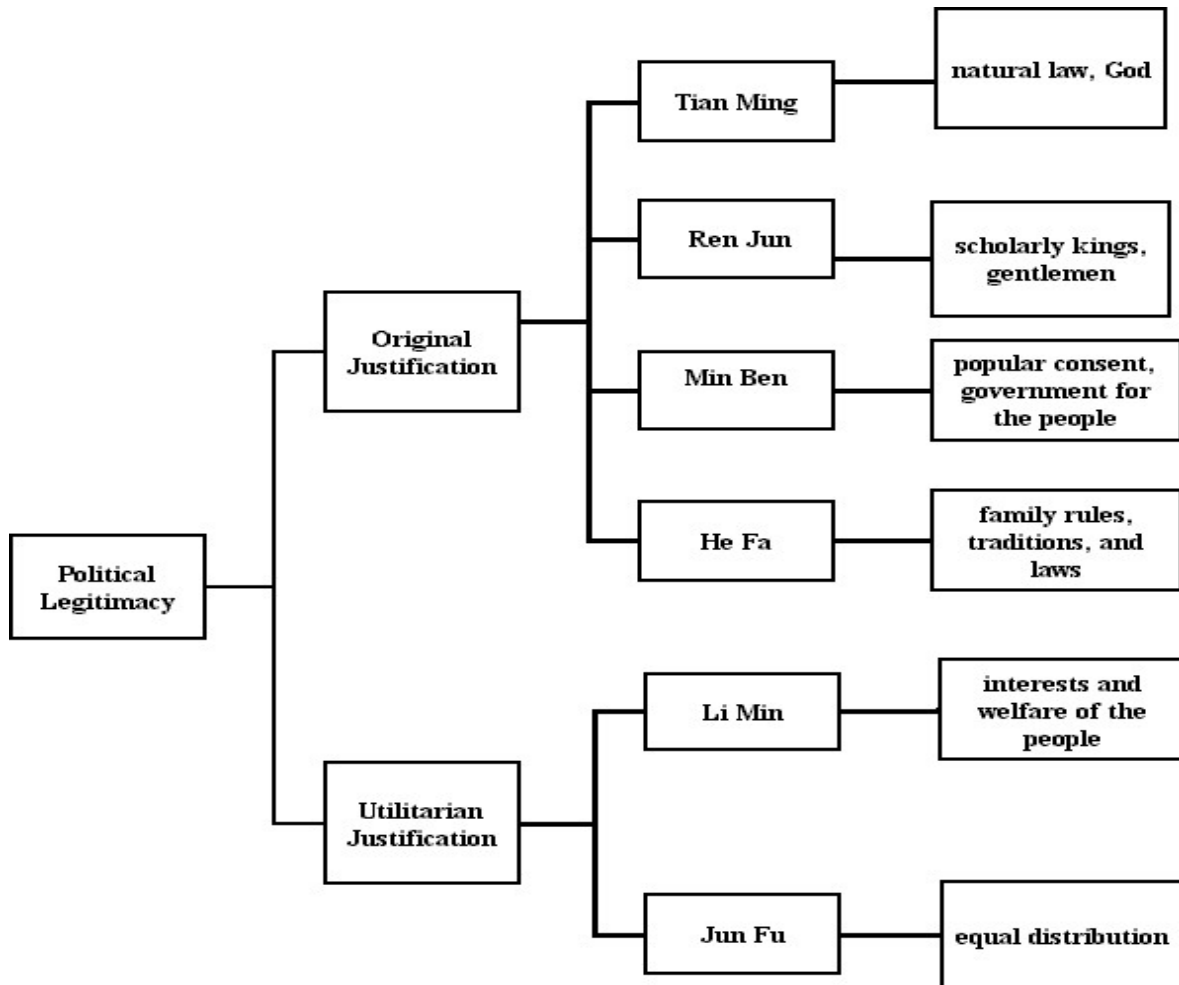 natural law, God
Tian Ming
Ren Jun
scholarly kings,
gentlemen
Original
Justification
Min Ben
popular consent,
government for
the people
He Fa
family rules,
traditions, and
laws
Political
Legitimacy
Li Min
interests and
welfare of the
people
Utilitarian
Justification
Jun Fu
equal distribution